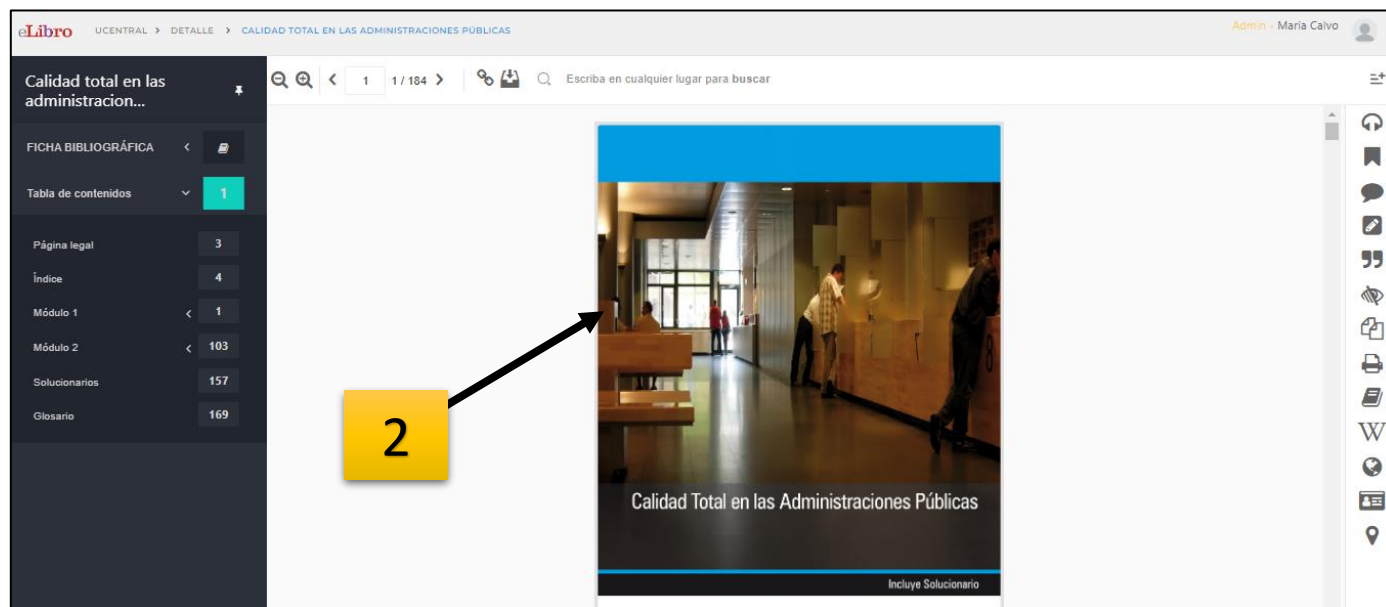 eLibro UCENTRAL > DETALLE > CALIDAD TOTAL EN LAS ADMINISTRACIONES PÚBLICAS Admin - Maria Calvo
Calidad total en las
administracion...
1 1 / 184 Escriba en cualquier lugar para buscar
FICHA BIBLIOGRÁFICA
Tabla de contenidos 1
Página legal 3
Índice 4
Módulo 1 1
Módulo 2 103
Solucionarios 157
Glosario 169
2
8
Calidad Total en las Administraciones Públicas
Incluye Solucionario
W